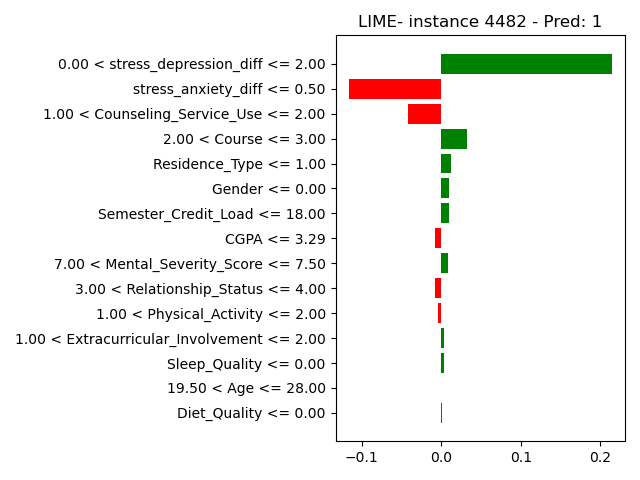 LIME- instance 4482 - Pred: 1
0.00 < stress_depression_diff <= 2.00
stress_anxiety_diff <= 0.50
1.00 < Counseling_Service_Use <= 2.00
2.00 < Course <= 3.00
Residence_Type <= 1.00
Gender <= 0.00
Semester_Credit_Load <= 18.00
CGPA <= 3.29
7.00 < Mental_Severity_Score <= 7.50
3.00 < Relationship_Status <= 4.00
1.00 < Physical_Activity <= 2.00
1.00 < Extracurricular_Involvement <= 2.00
Sleep_Quality <= 0.00
19.50 < Age <= 28.00
Diet_Quality <= 0.00
−0.1 0.0 0.1 0.2